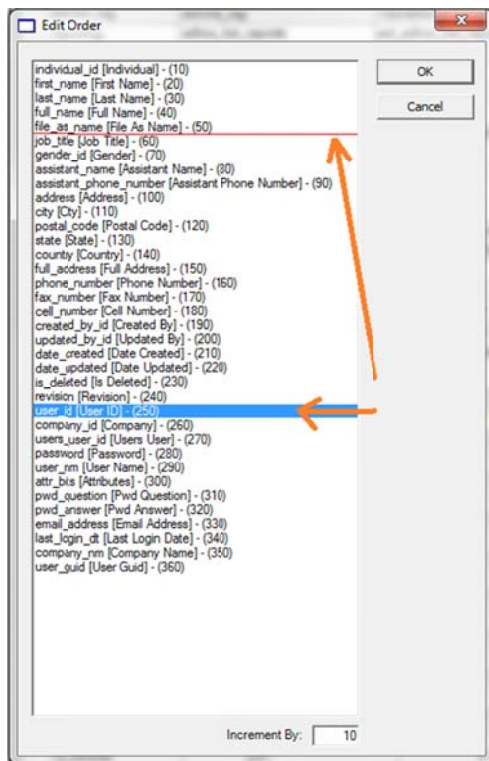 Edit Order
individual_id [Individual] - (10)
first_name [First Name] - (20)
last_name [Last Name] - (30)
full_name [Full Name] - (40)
file_as_name [File As Name] - (50)
job_title [Job Title] - (60)
gender_id [Gender] - (70)
assistant_name [Assistant Name] - (80)
assistant_phone_number [Assistant Phone Number] - (90)
address [Address] - (100)
city [City] - (110)
postal_code [Postal Code] - (120)
state [State] - (130)
country [Country] - (140)
full_address [Full Address] - (150)
phone_number [Phone Number] - (160)
fax_number [Fax Number] - (170)
cell_number [Cell Number] - (180)
created_by_id [Created By] - (190)
updated_by_id [Updated By] - (200)
date_created [Date Created] - (210)
date_updated [Date Updated] - (220)
is_deleted [Is Deleted] - (230)
revision [Revision] - (240)
user_id [User ID] - (250)
company_id [Company] - (260)
users_user_id [Users User] - (270)
password [Password] - (280)
user_nm [User Name] - (290)
attr_bits [Attributes] - (300)
pwd_question [Pwd Question] - (310)
pwd_answer [Pwd Answer] - (320)
email_address [Email Address] - (330)
last_login_dt [Last Login Date] - (340)
company_nm [Company Name] - (350)
user_guid [User Guid] - (360)
OK
Cancel
Increment By: 10